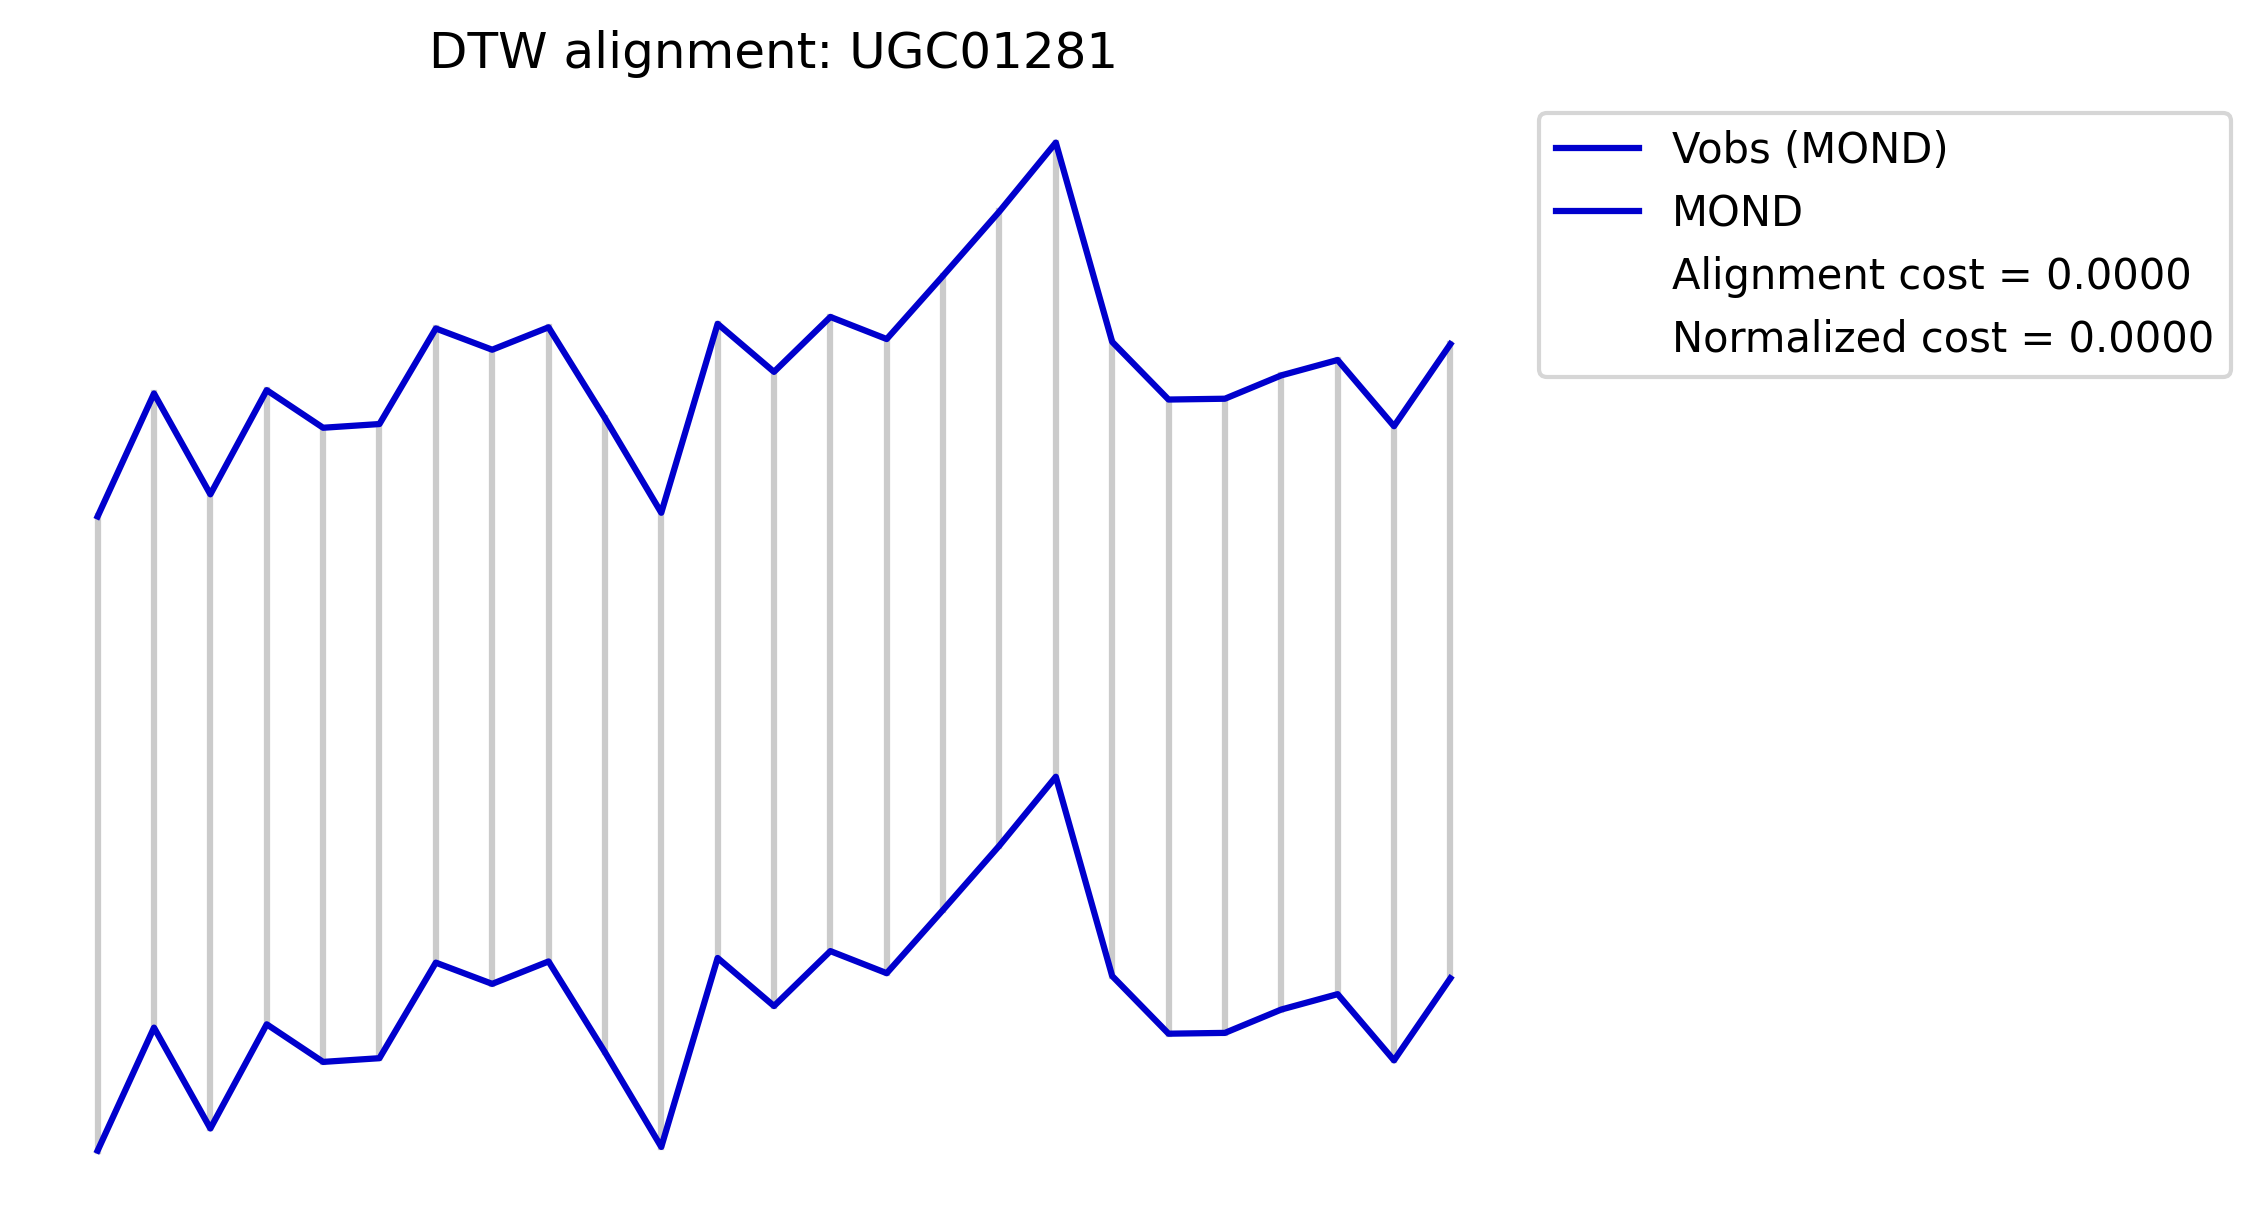 DTW alignment: UGC01281
Vobs (MOND)
MOND
Alignment cost = 0.0000
Normalized cost = 0.0000